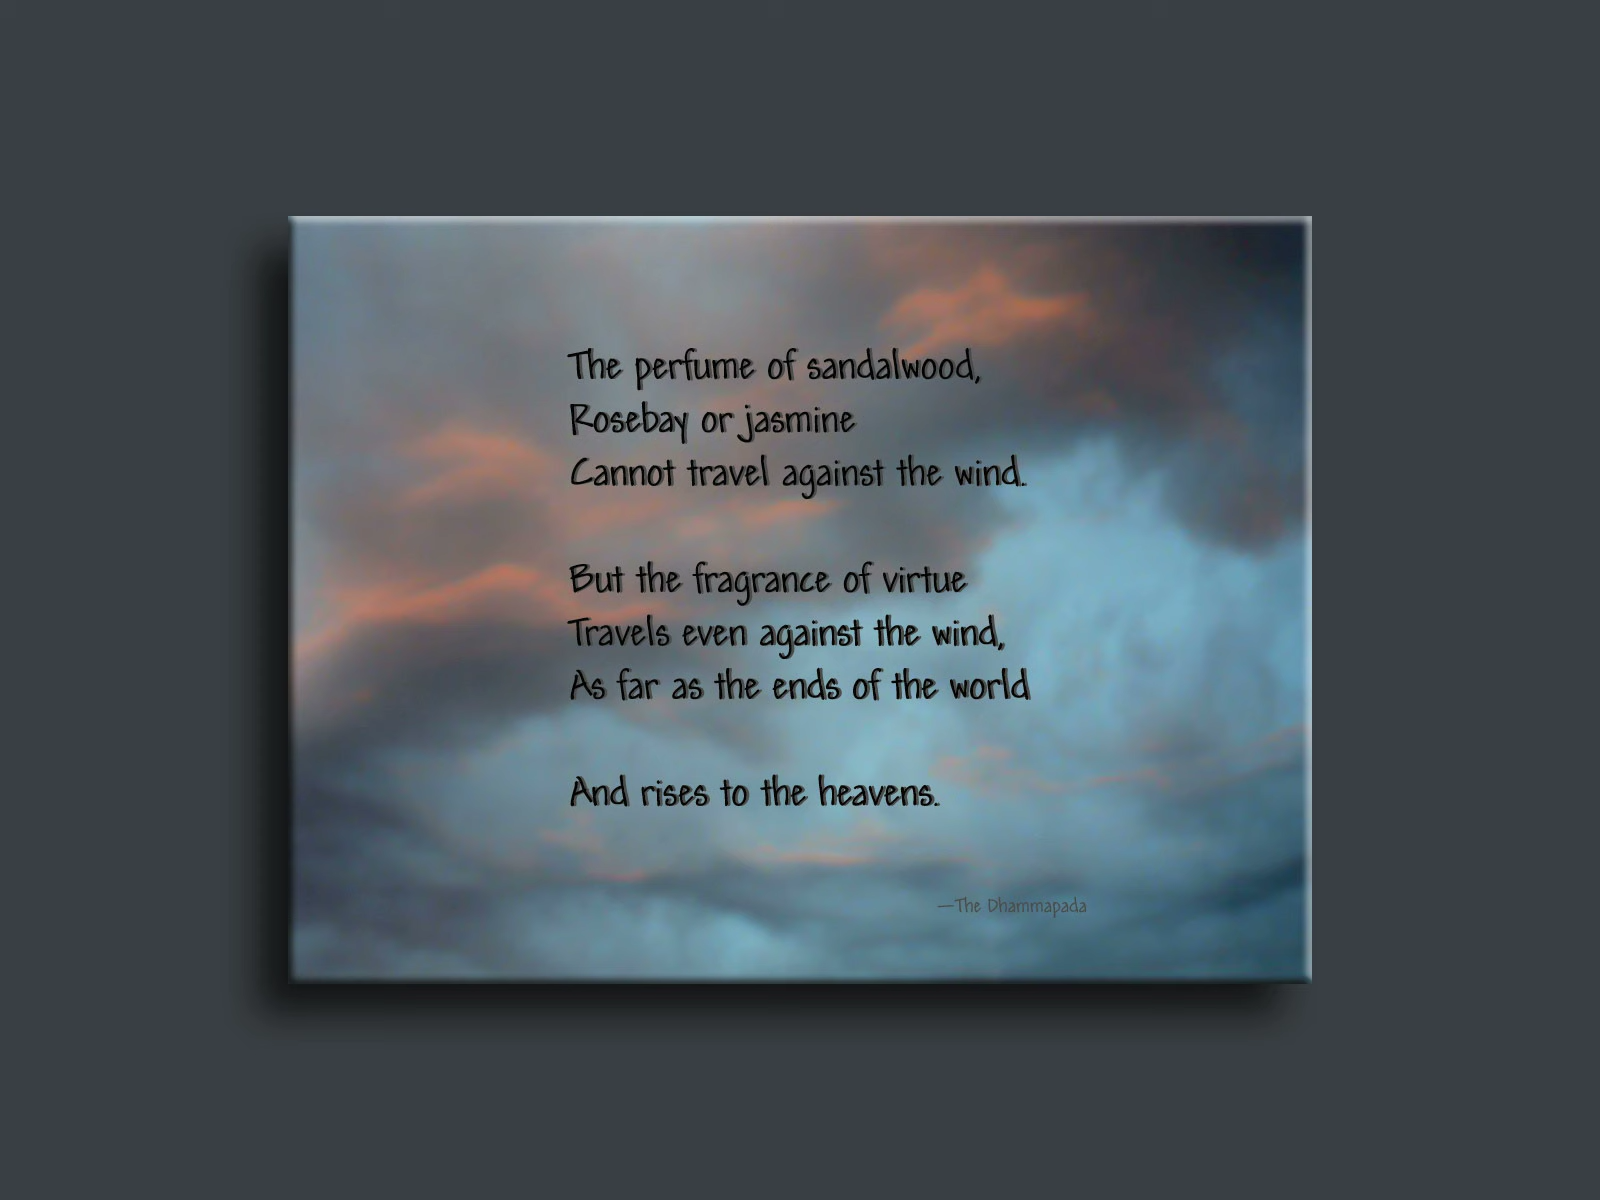 The perfume of sandalwood,
Rosebay or jasmine
Cannot travel against the wind.
But the fragrance of virtue
Travels even against the wind,
As far as the ends of the world
And rises to the heavens.
—The Dhammapada